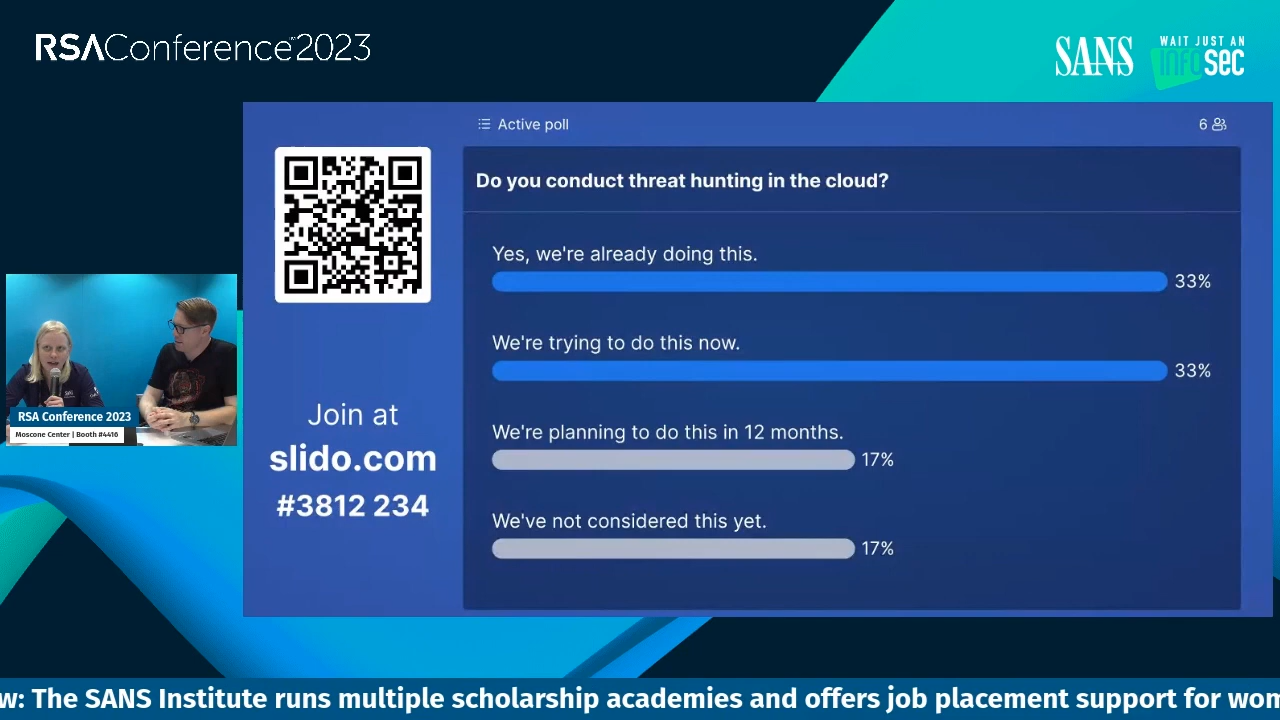 RSAConference™2023
SANS
WAIT JUST AN
INFOSEC
Active poll
6
Do you conduct threat hunting in the cloud?
Yes, we're already doing this.
33%
We're trying to do this now.
33%
We're planning to do this in 12 months.
17%
We've not considered this yet.
17%
Join at
slido.com
#3812 234
RSA Conference 2023
Moscone Center | Booth #4416
w: The SANS Institute runs multiple scholarship academies and offers job placement support for wom